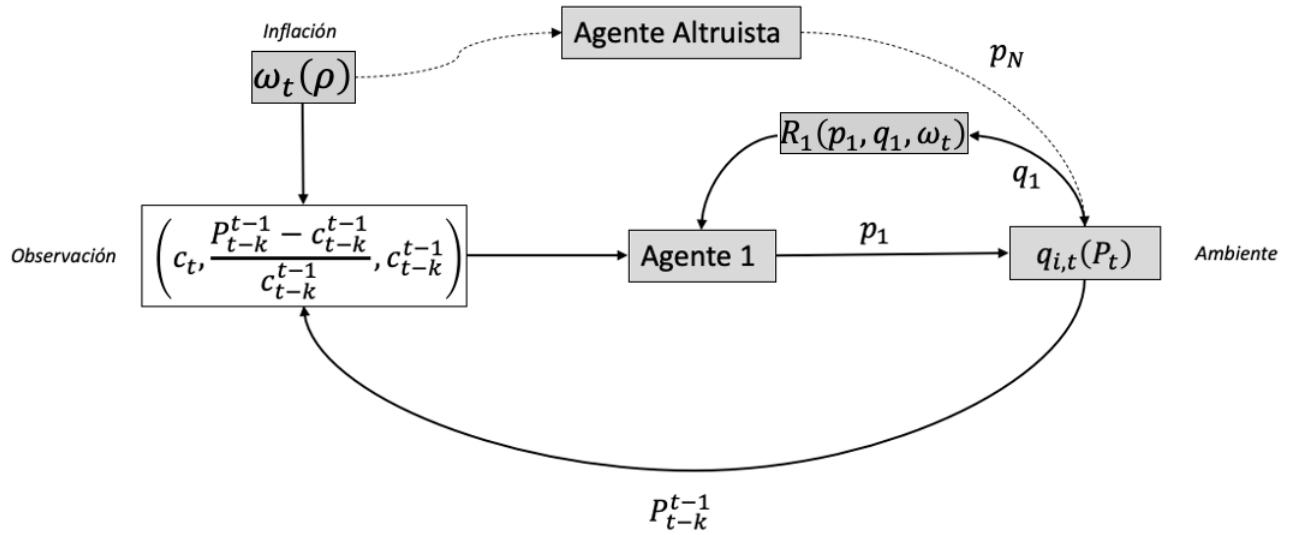 Inflación
ω_t(ρ)
Agente Altruista
p_N
R_1(p_1, q_1, ω_t)
q_1
Observación
(c_t, \frac{P_{t-k}^{t-1} − c_{t-k}^{t-1}}{c_{t-k}^{t-1}}, c_{t-k}^{t-1})
Agente 1
p_1
q_{i,t}(P_t)
Ambiente
P_{t-k}^{t-1}